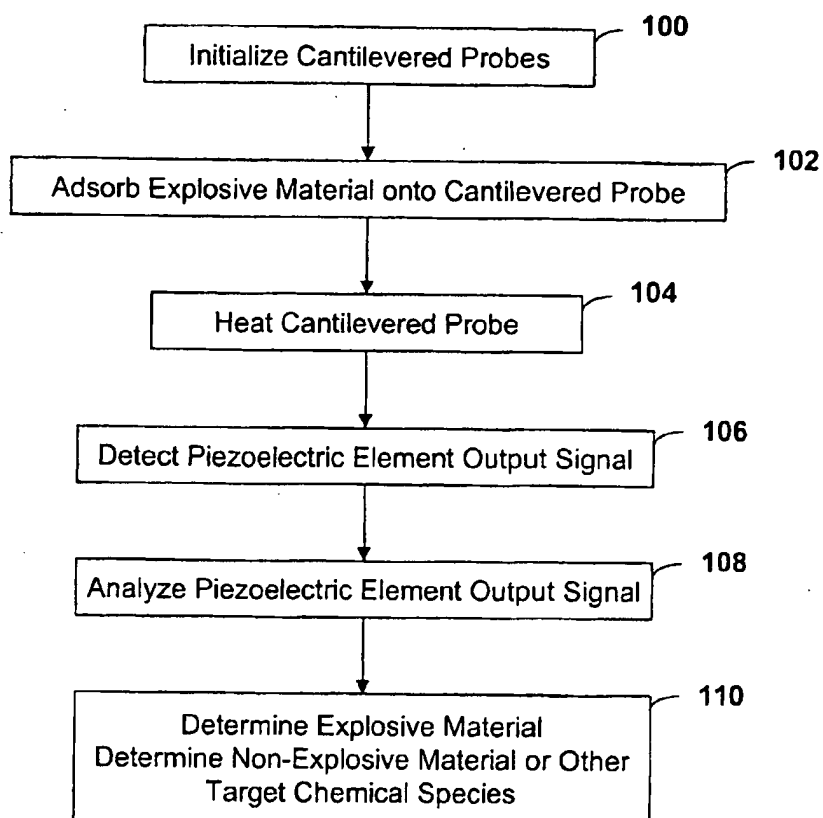 100
Initialize Cantilevered Probes
102
Adsorb Explosive Material onto Cantilevered Probe
104
Heat Cantilevered Probe
106
Detect Piezoelectric Element Output Signal
108
Analyze Piezoelectric Element Output Signal
110
Determine Explosive Material
Determine Non-Explosive Material or Other
Target Chemical Species